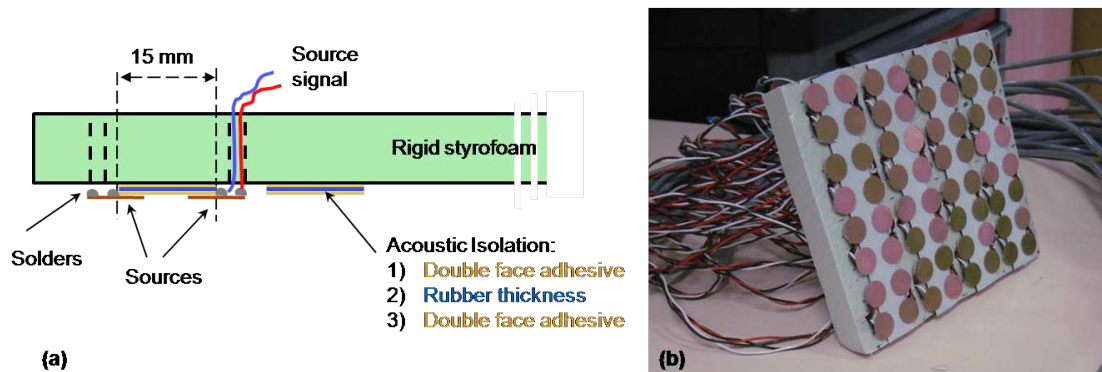 15 mm
Source
signal
Rigid styrofoam
Solders
Sources
Acoustic Isolation:
1) Double face adhesive
2) Rubber thickness
3) Double face adhesive
(a)
(b)